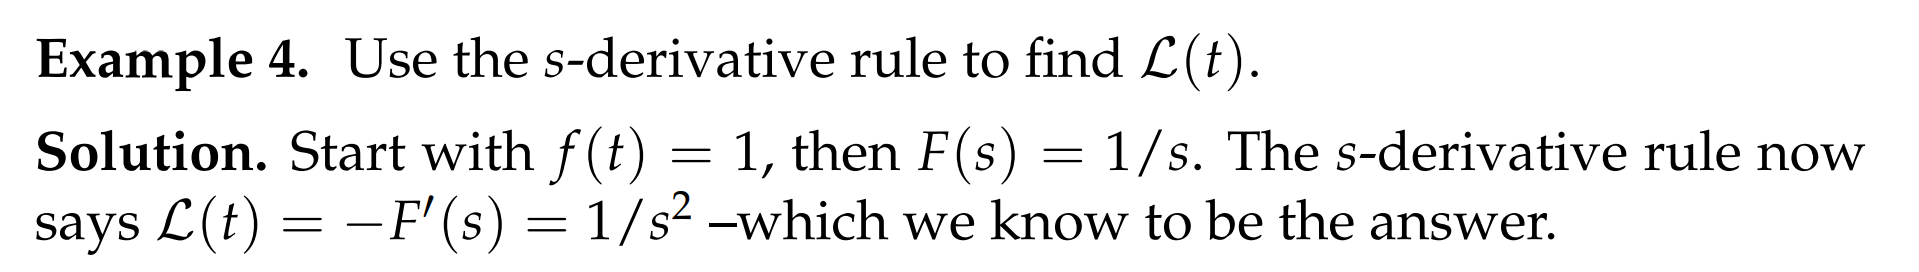 Example 4. Use the s-derivative rule to find ℒ(t).
Solution. Start with f(t) = 1, then F(s) = 1/s. The s-derivative rule now
says ℒ(t) = −F′(s) = 1/s² –which we know to be the answer.